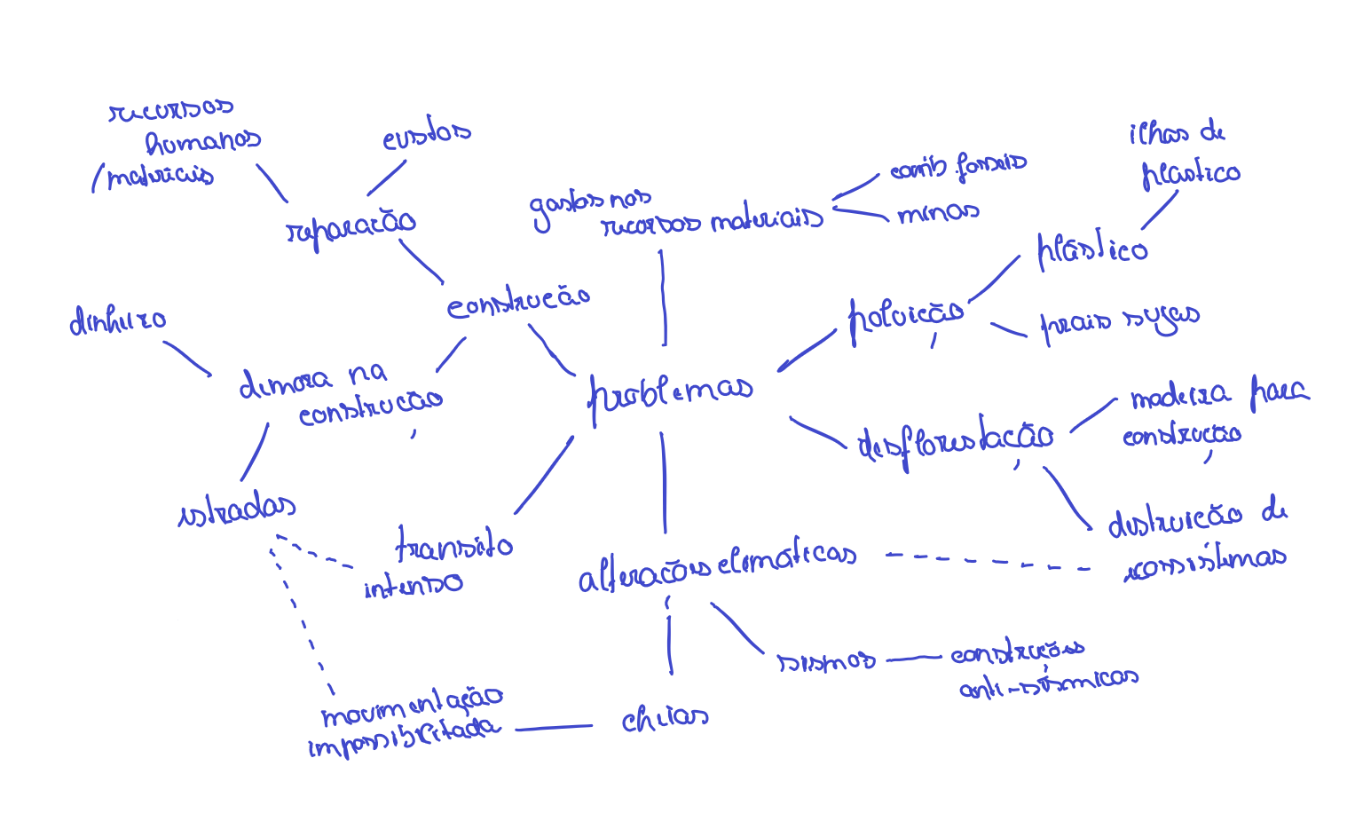 recursos
humanos
/materiais
custos
reparação
gastos nos
recursos materiais
comb. fosseis
minas
ilhas de
plastico
plástico
dinheiro
construção
poluição
prais sujas
demora na
construção
problemas
madeira para
construção
desflorestação
estradas
transito
intenso
alterações climáticas
destruição de
ecossistemas
sismos
construções
anti-sísmicas
movimentação
impossibilitada
cheias